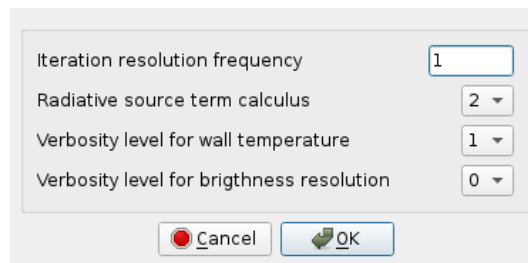 Iteration resolution frequency 1
Radiative source term calculus 2
Verbosity level for wall temperature 1
Verbosity level for brigthness resolution 0
Cancel OK